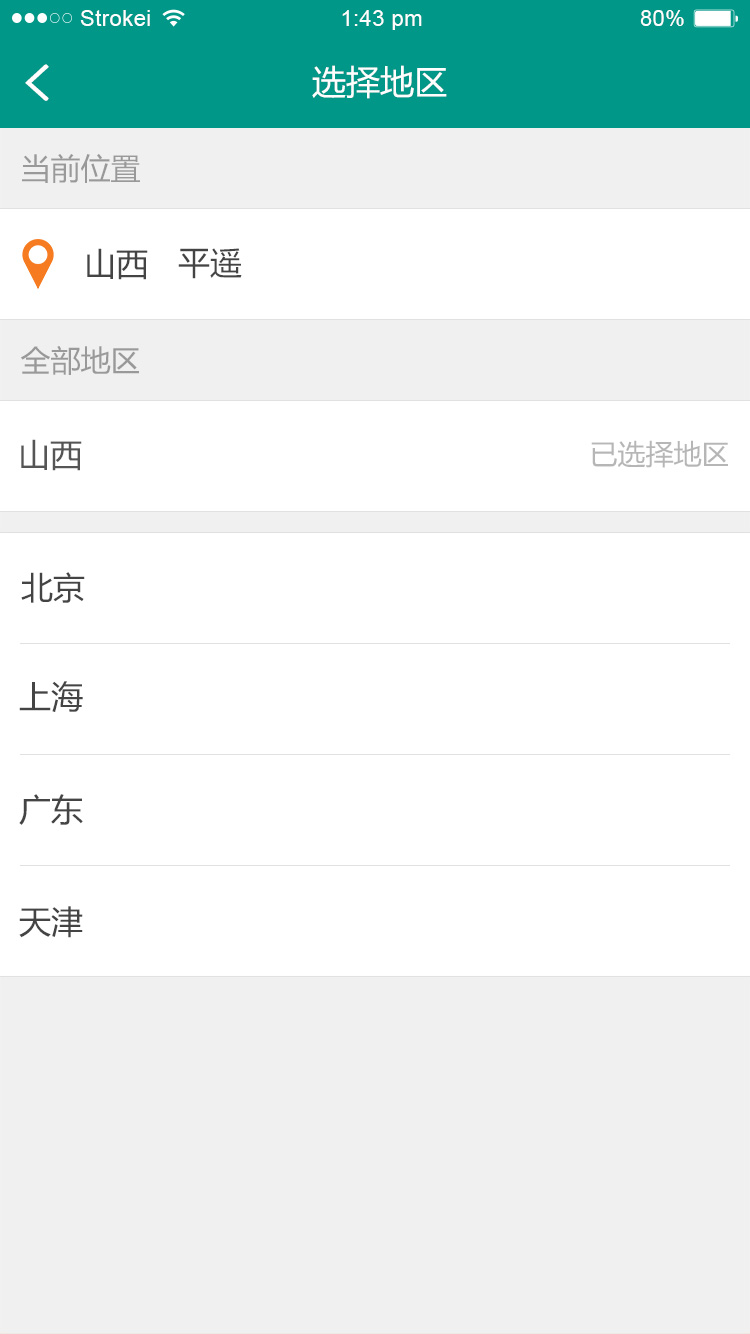 Strokei 1:43 pm 80%
选择地区
当前位置
山西 平遥
全部地区
山西 已选择地区
北京
上海
广东
天津